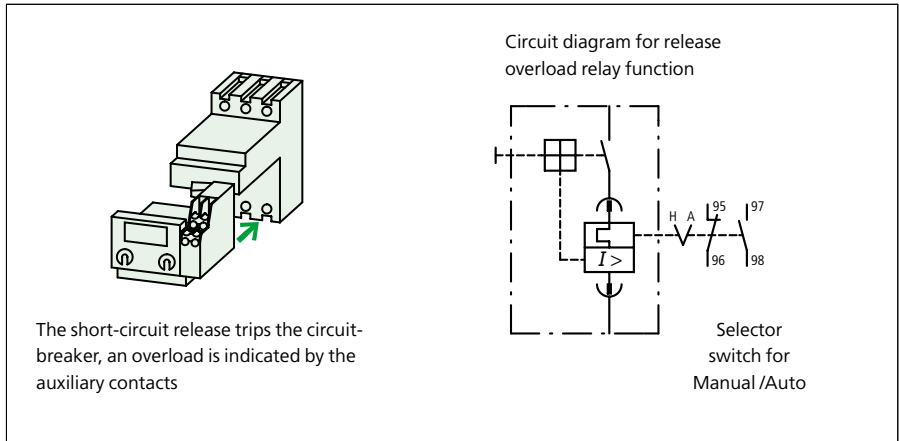 Circuit diagram for release
overload relay function
H A
95
97
I >
96
98
The short-circuit release trips the circuit-
breaker, an overload is indicated by the
auxiliary contacts
Selector
switch for
Manual /Auto